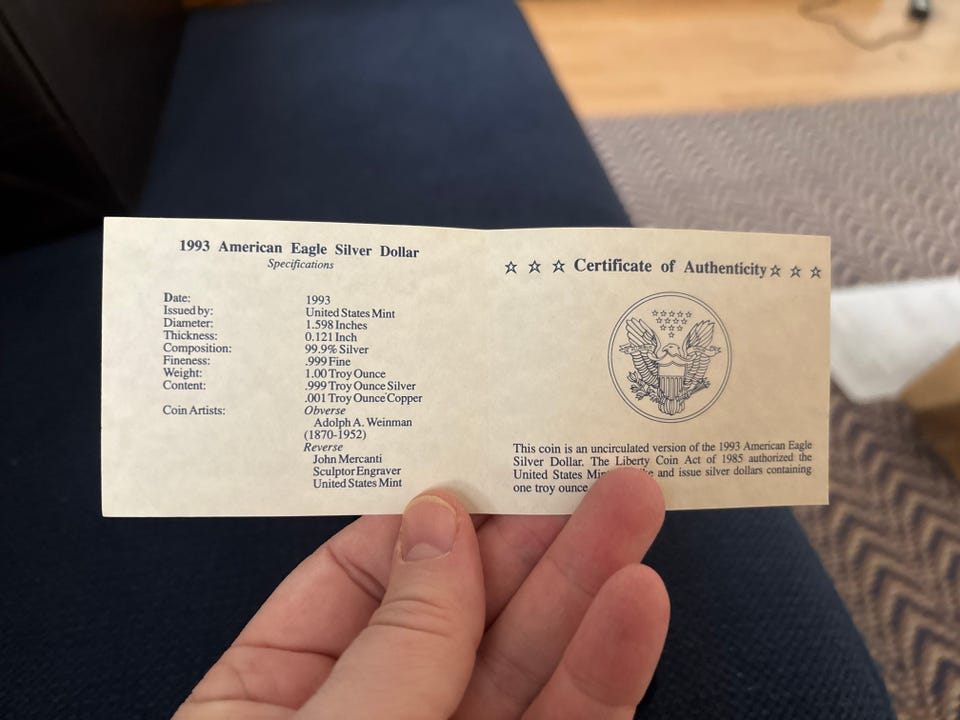 1993 American Eagle Silver Dollar
Specifications
Date: 1993
Issued by: United States Mint
Diameter: 1.598 Inches
Thickness: 0.121 Inch
Composition: 99.9% Silver
Fineness: .999 Fine
Weight: 1.00 Troy Ounce
Content: .999 Troy Ounce Silver
.001 Troy Ounce Copper
Coin Artists: Obverse
Adolph A. Weinman
(1870-1952)
Reverse
John Mercanti
Sculptor Engraver
United States Mint
☆ ☆ ☆ Certificate of Authenticity ☆ ☆ ☆
This coin is an uncirculated version of the 1993 American Eagle
Silver Dollar. The Liberty Coin Act of 1985 authorized the
United States and issue silver dollars containing
one troy ounce